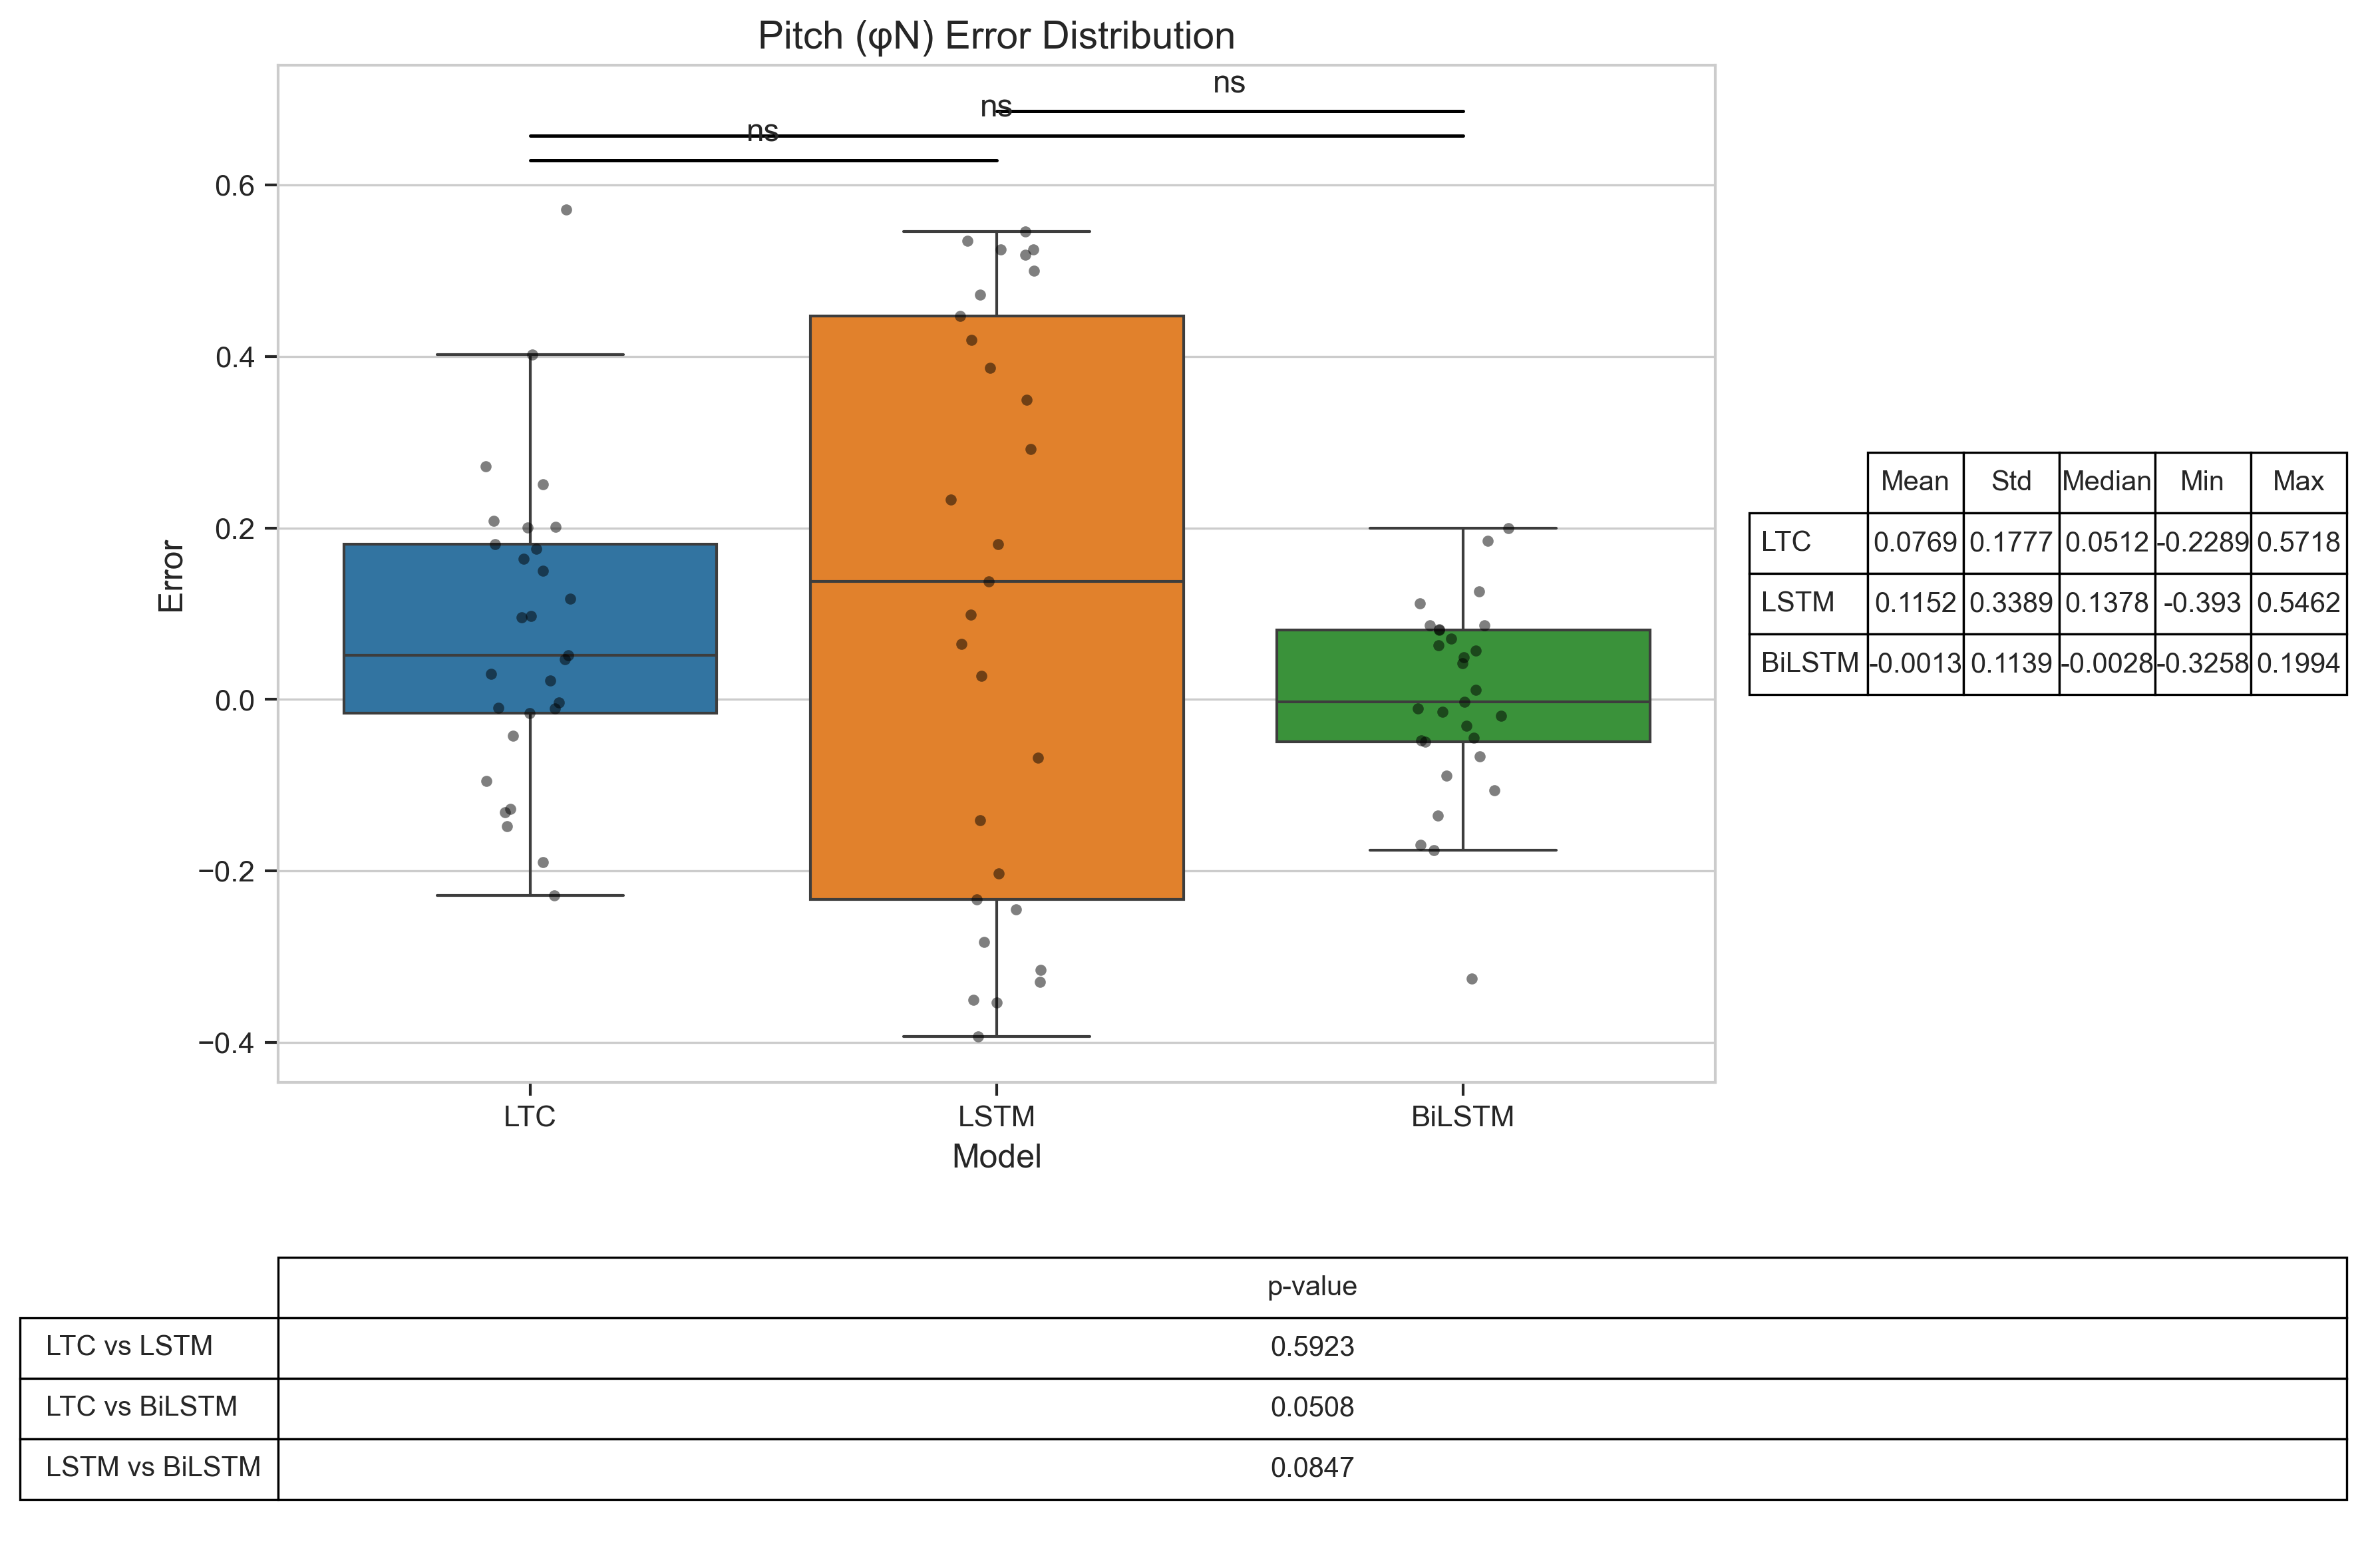 Pitch (φN) Error Distribution
ns
ns
ns
0.6
0.4
0.2
0.0
−0.2
−0.4
Error
LTC LSTM BiLSTM
Model
Mean Std Median Min Max
LTC 0.0769 0.1777 0.0512 -0.2289 0.5718
LSTM 0.1152 0.3389 0.1378 -0.393 0.5462
BiLSTM -0.0013 0.1139 -0.0028 -0.3258 0.1994
p-value
LTC vs LSTM 0.5923
LTC vs BiLSTM 0.0508
LSTM vs BiLSTM 0.0847